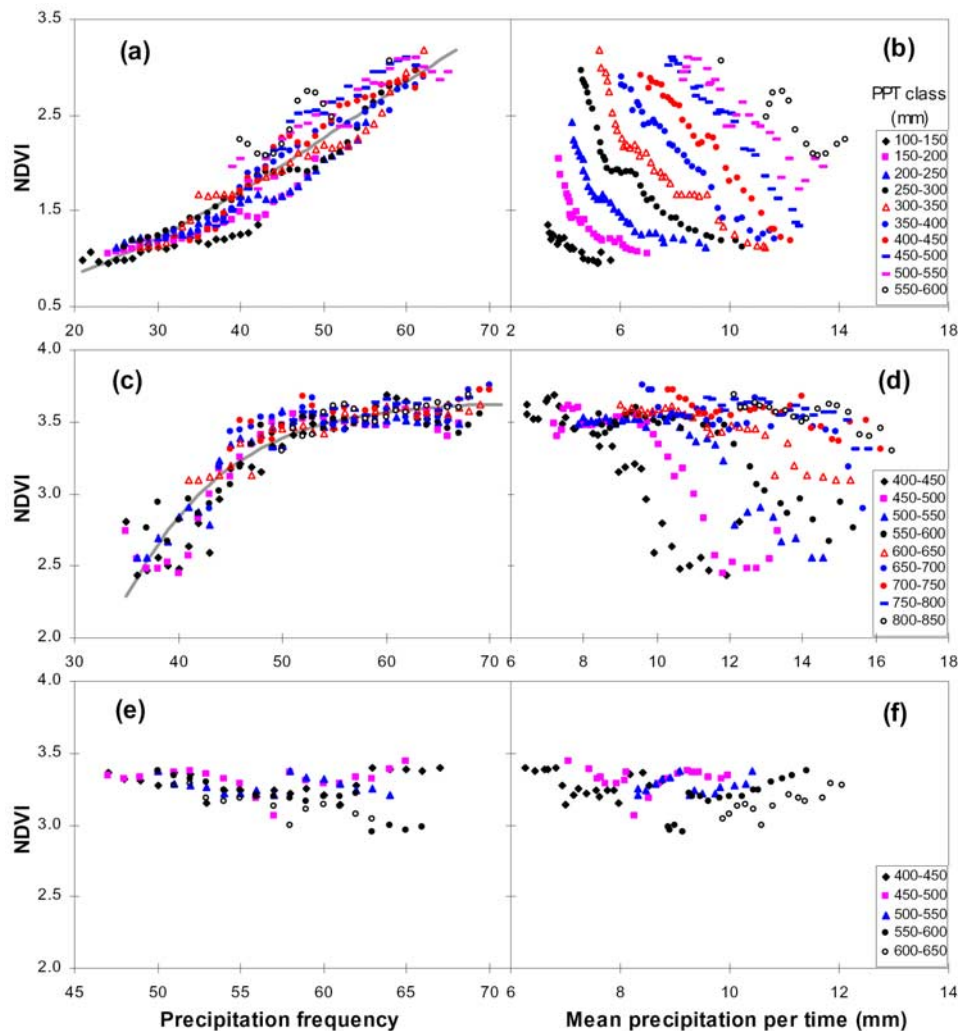 3.5
(a)
(b)
PPT class
(mm)
2.5
100-150
150-200
200-250
250-300
NDVI
300-350
350-400
1.5
400-450
450-500
500-550
550-600
0.5
20 30 40 50 60 70
2 6 10 14 18
4.0
(c)
(d)
3.5
NDVI
3.0
400-450
450-500
500-550
550-600
600-650
2.5
650-700
700-750
750-800
800-850
2.0
30 40 50 60 70
6 8 10 12 14 16 18
4.0
(e)
(f)
3.5
NDVI
3.0
2.5
400-450
450-500
500-550
550-600
600-650
2.0
45 50 55 60 65 70
6 8 10 12 14
Precipitation frequency
Mean precipitation per time (mm)